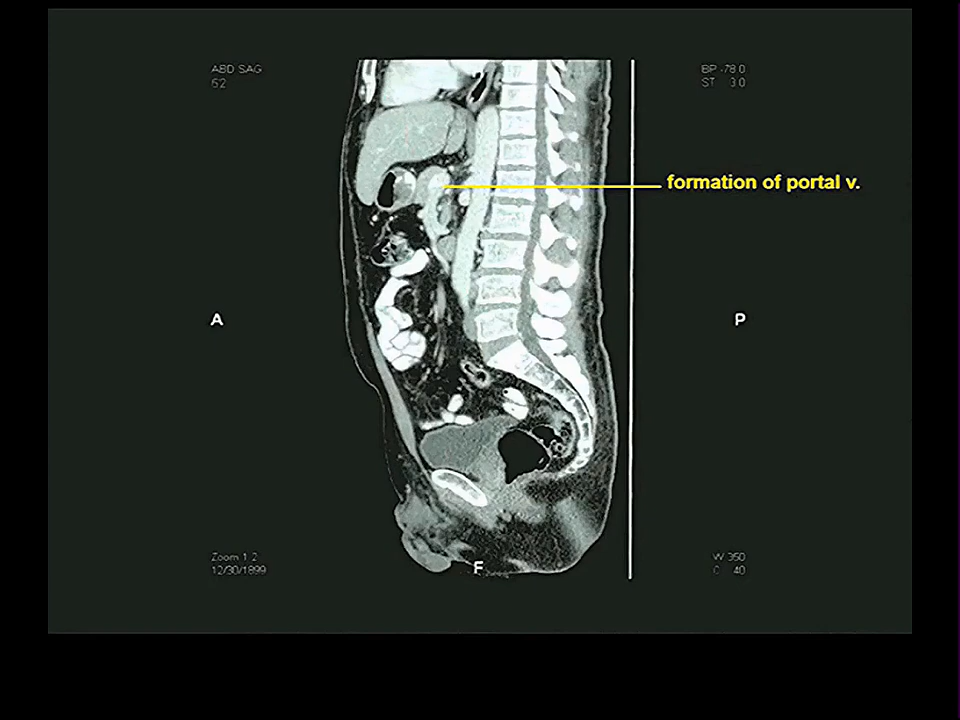 ABD SAG
52
BP -78.0
ST 3.0
formation of portal v.
A
P
Zoom 1.2
12/30/1899
F
W 350
C 40